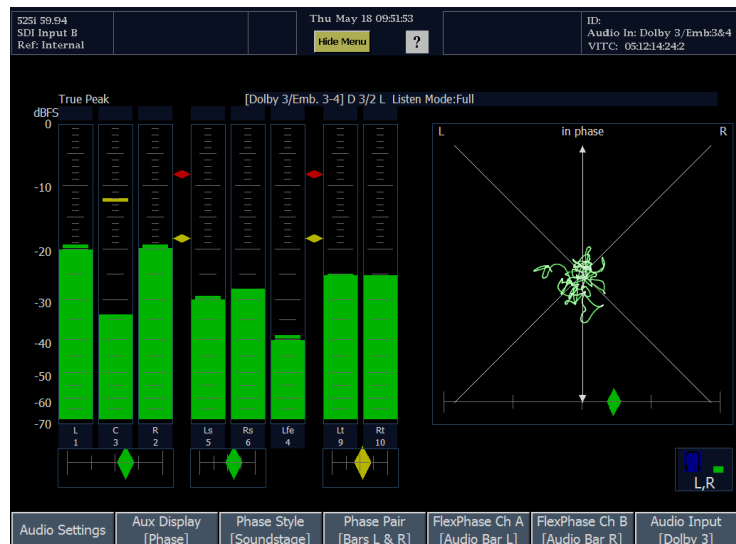 525i 59.94
SDI Input B
Ref: Internal
Thu May 18 09:51:53
Hide Menu
?
ID:
Audio In: Dolby 3/Emb:3&4
VITC: 05:12:14:24:2
True Peak
[Dolby 3/Emb. 3-4] D 3/2 L Listen Mode:Full
dBFS
0
-10
-20
-30
-40
-50
-60
-70
L C R Ls Rs Lfe Lt Rt
1 3 2 5 6 4 9 10
L in phase R
L,R
Audio Settings
Aux Display
[Phase]
Phase Style
[Soundstage]
Phase Pair
[Bars L & R]
FlexPhase Ch A
[Audio Bar L]
FlexPhase Ch B
[Audio Bar R]
Audio Input
[Dolby 3]